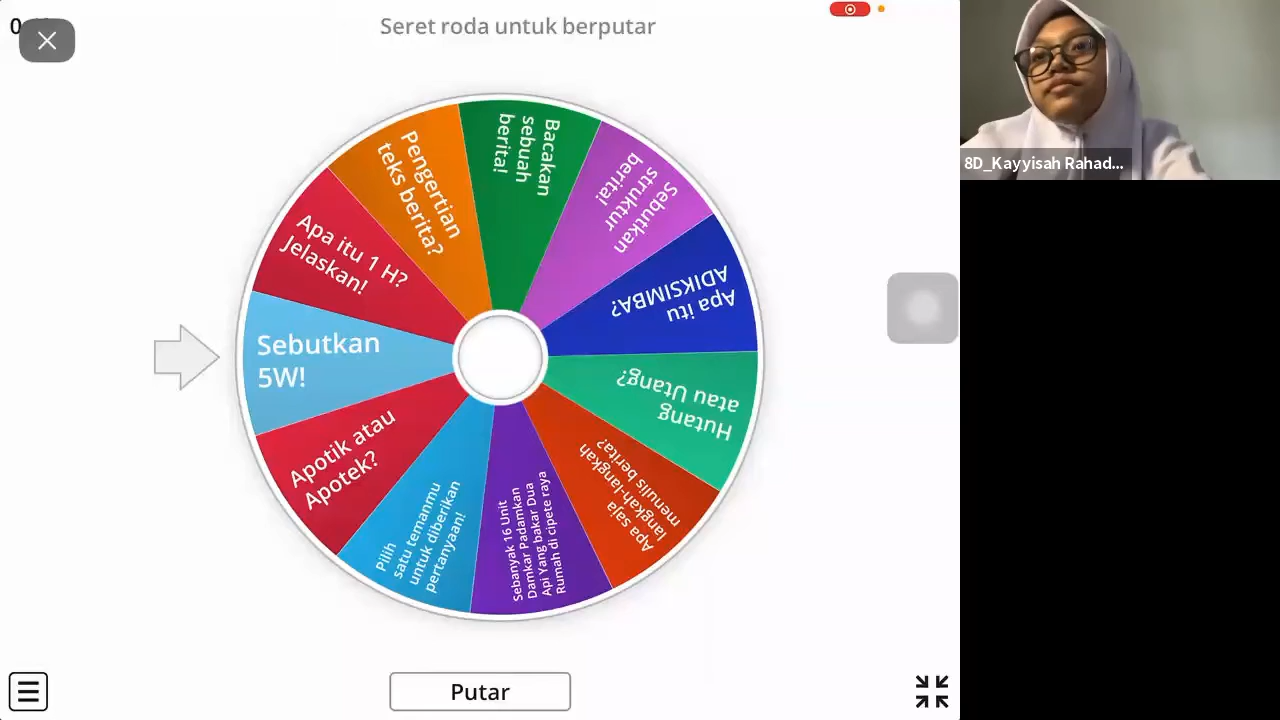 0
Seret roda untuk berputar
8D_Kayyisah Rahad...
Bacakan
sebuah
berita!
Sebutkan
struktur
berita!
Apa itu
ADIKSIMBA?
Hutang
atau Utang?
Apa saja
langkah-langkah
menulis berita?
Sebanyak 16 Unit
Damkar Padamkan
Api Yang bakar Dua
Rumah di cipete raya
Pilih
satu temanmu
untuk diberikan
pertanyaan!
Apotik atau
Apotek?
Sebutkan
5W!
Apa itu 1 H?
Jelaskan!
Pengertian
teks berita?
Putar